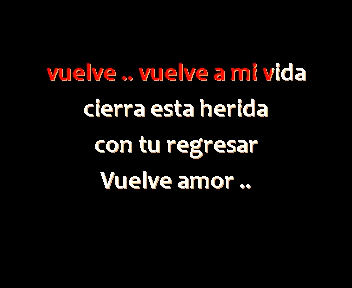 vuelve .. vuelve a mi vida
cierra esta herida
con tu regresar
Vuelve amor ..